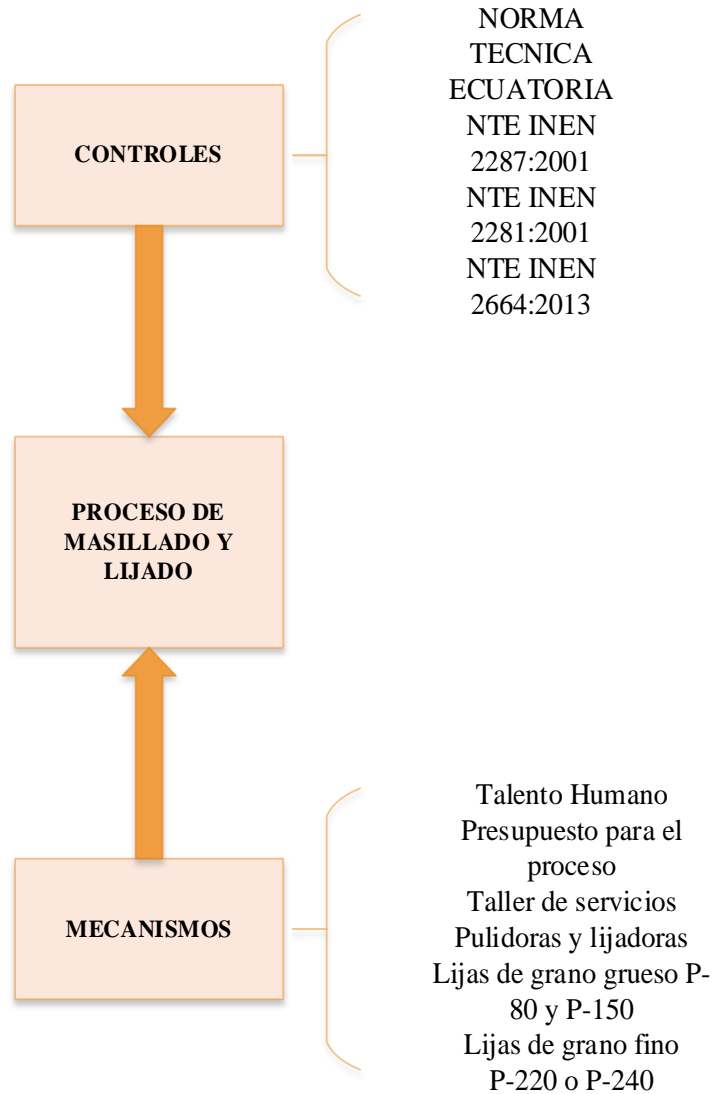 NORMA
TECNICA
ECUATORIA
NTE INEN
2287:2001
NTE INEN
2281:2001
NTE INEN
2664:2013
CONTROLES
PROCESO DE
MASILLADO Y
LIJADO
MECANISMOS
Talento Humano
Presupuesto para el
proceso
Taller de servicios
Pulidoras y lijadoras
Lijas de grano grueso P-
80 y P-150
Lijas de grano fino
P-220 o P-240